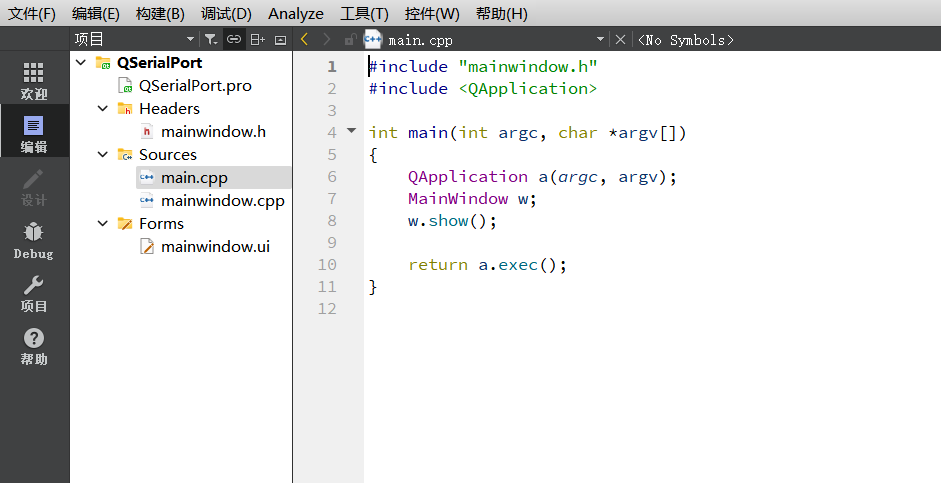 文件(F) 编辑(E) 构建(B) 调试(D) Analyze 工具(T) 控件(W) 帮助(H)
项目
main.cpp
<No Symbols>
欢迎
编辑
设计
Debug
项目
帮助
QSerialPort
QSerialPort.pro
Headers
mainwindow.h
Sources
main.cpp
mainwindow.cpp
Forms
mainwindow.ui
1 #include "mainwindow.h"
2 #include <QApplication>
3
4 int main(int argc, char *argv[])
5 {
6 QApplication a(argc, argv);
7 MainWindow w;
8 w.show();
9
10 return a.exec();
11 }
12